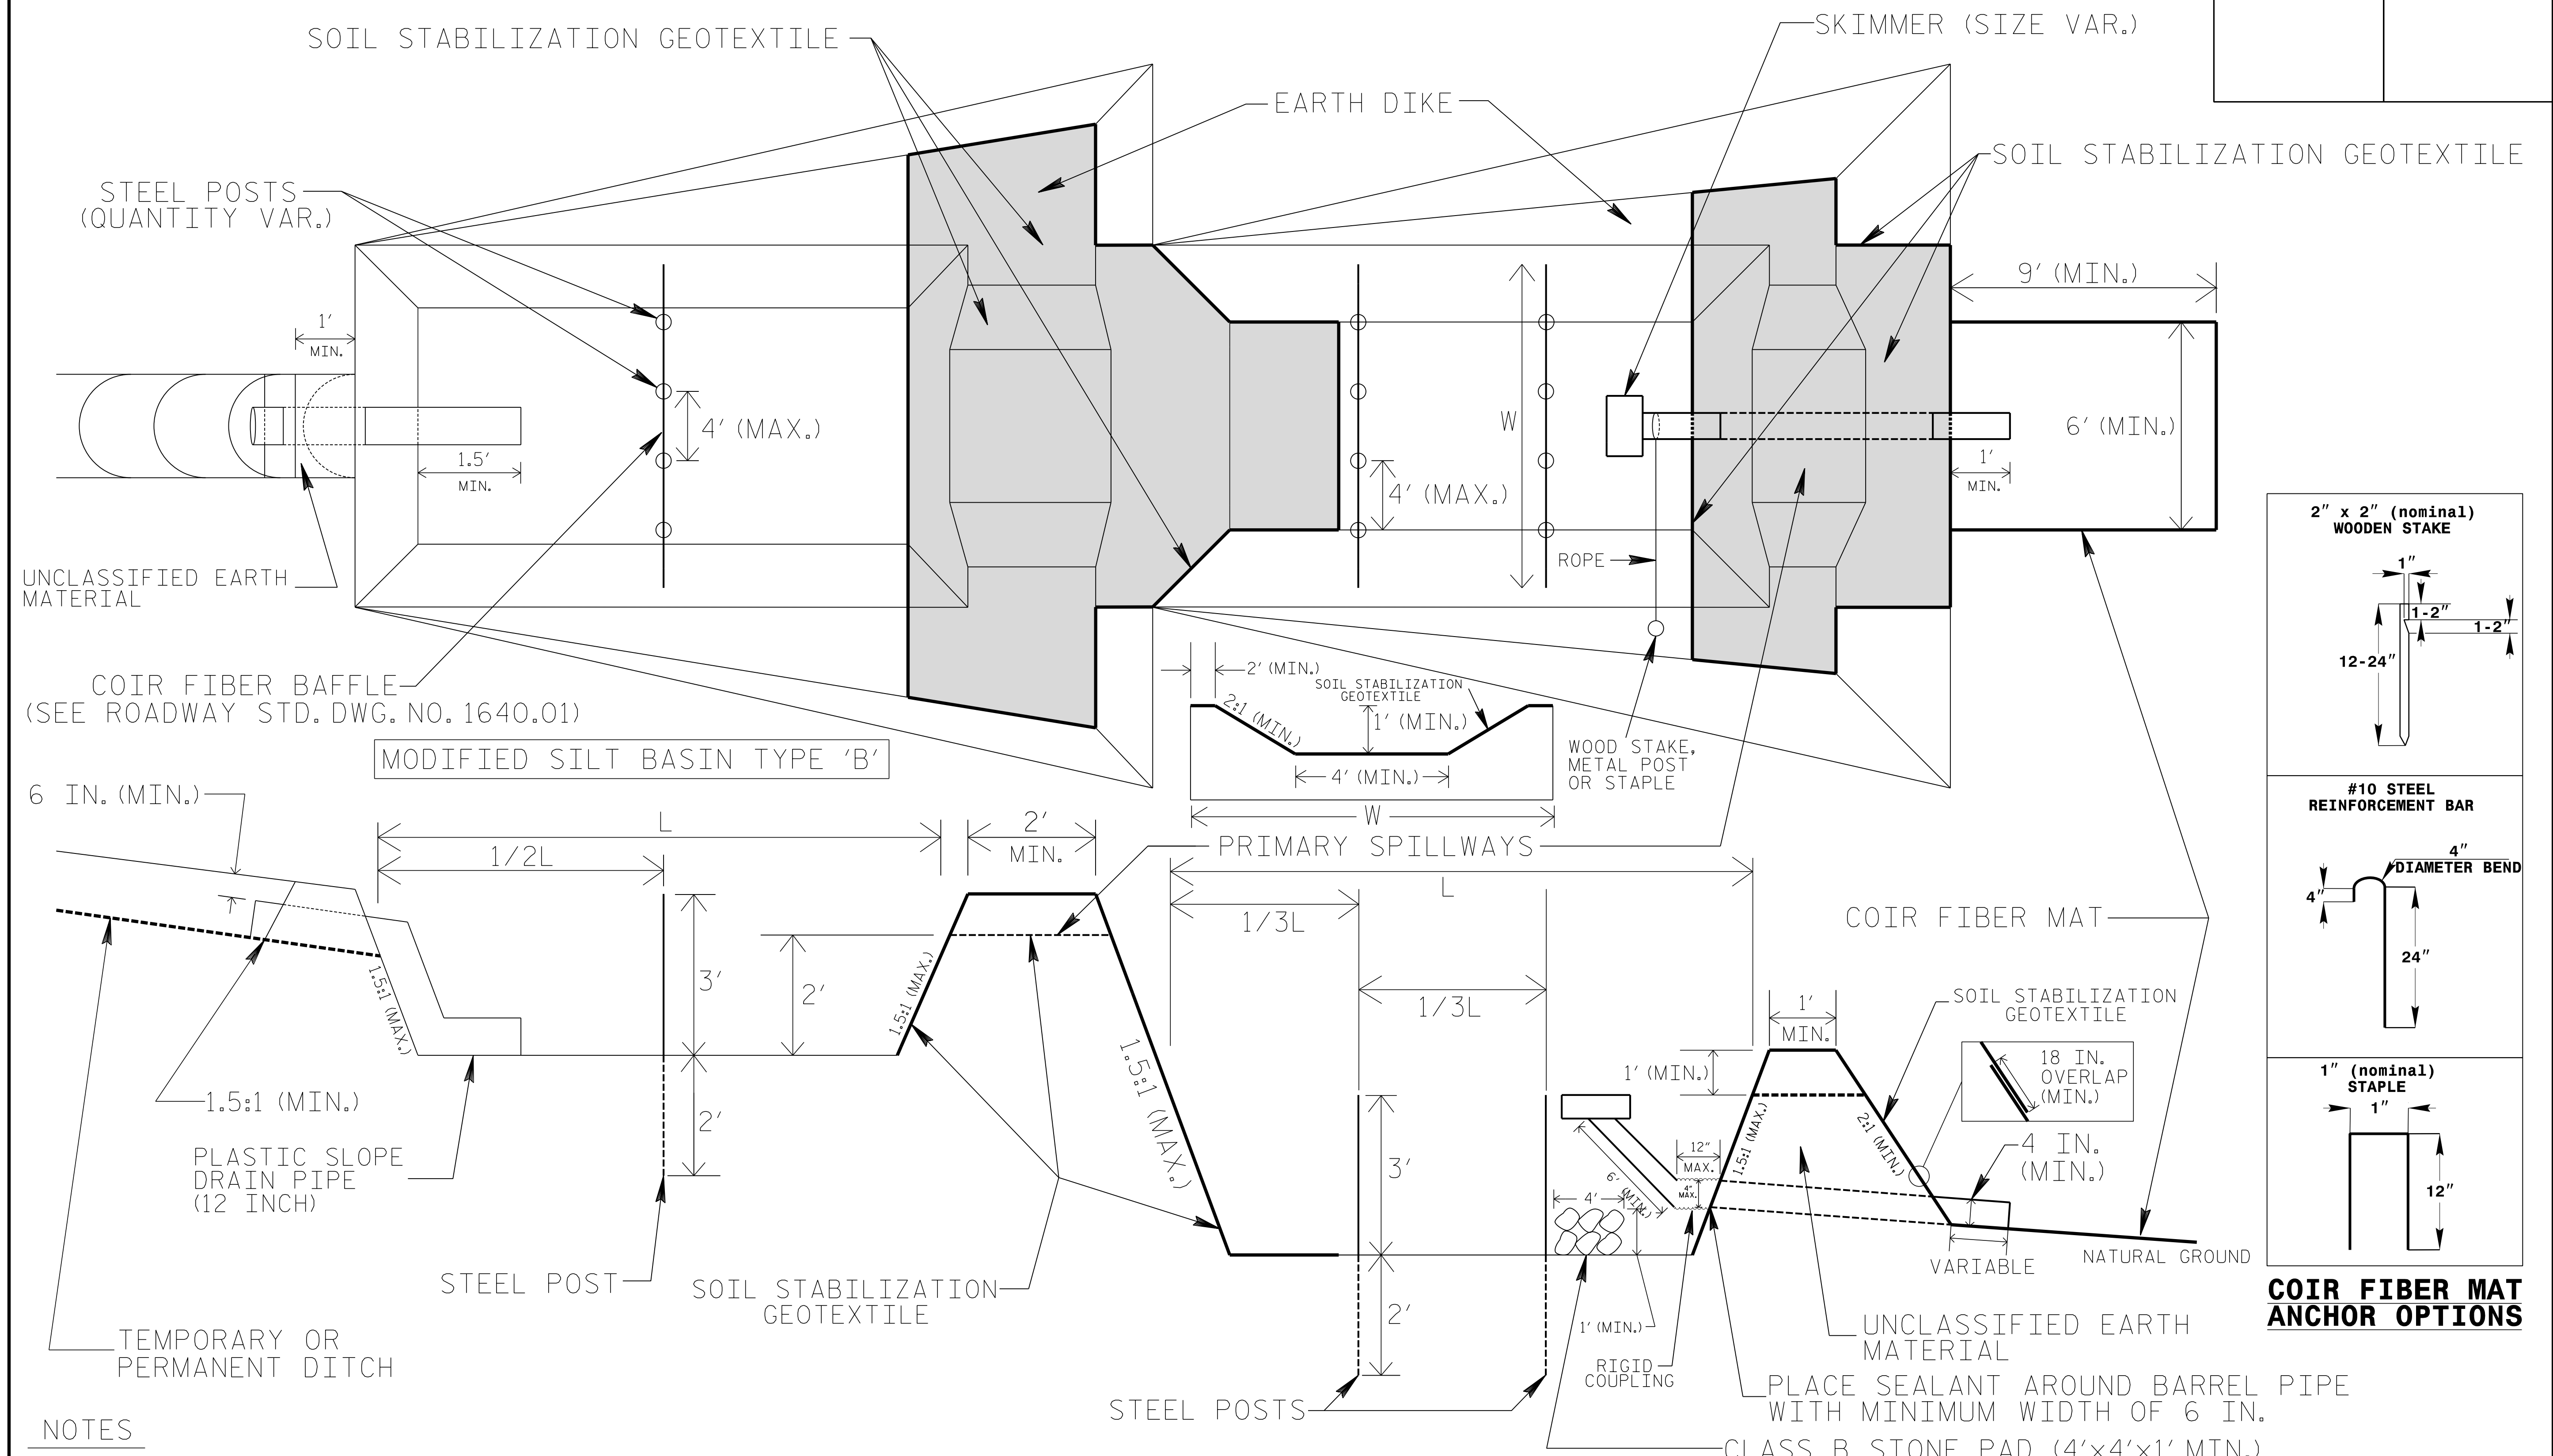 SOIL STABILIZATION GEOTEXTILE
SKIMMER (SIZE VAR.)
EARTH DIKE
SOIL STABILIZATION GEOTEXTILE
STEEL POSTS
(QUANTITY VAR.)
9' (MIN.)
1'
MIN.
4' (MAX.)
W
6' (MIN.)
1.5'
MIN.
4' (MAX.)
1'
MIN.
ROPE
UNCLASSIFIED EARTH
MATERIAL
COIR FIBER BAFFLE
(SEE ROADWAY STD. DWG. NO. 1640.01)
MODIFIED SILT BASIN TYPE 'B'
2' (MIN.)
SOIL STABILIZATION
GEOTEXTILE
2:1 (MIN.)
1' (MIN.)
4' (MIN.)
W
WOOD STAKE,
METAL POST
OR STAPLE
2" x 2" (nominal)
WOODEN STAKE
1"
1-2"
1-2"
12-24"
#10 STEEL
REINFORCEMENT BAR
4"
DIAMETER BEND
4"
24"
1" (nominal)
STAPLE
1"
12"
COIR FIBER MAT
ANCHOR OPTIONS
6 IN. (MIN.)
L
2'
MIN.
1/2L
PRIMARY SPILLWAYS
L
1/3L
COIR FIBER MAT
1.5:1 (MAX.)
3'
2'
1.5:1 (MAX.)
1/3L
1'
MIN.
SOIL STABILIZATION
GEOTEXTILE
1.5:1 (MAX.)
1' (MIN.)
18 IN.
OVERLAP
(MIN.)
1.5:1 (MIN.)
2'
1.5:1 (MAX.)
2:1 (MIN.)
4 IN.
(MIN.)
PLASTIC SLOPE
DRAIN PIPE
(12 INCH)
3'
12"
MAX.
4"
MAX.
6' (MIN.)
4'
STEEL POST
SOIL STABILIZATION
GEOTEXTILE
2'
VARIABLE
NATURAL GROUND
1' (MIN.)
TEMPORARY OR
PERMANENT DITCH
RIGID
COUPLING
UNCLASSIFIED EARTH
MATERIAL
STEEL POSTS
PLACE SEALANT AROUND BARREL PIPE
WITH MINIMUM WIDTH OF 6 IN.
NOTES
CLASS B STONE PAD (4'x4'x1' MIN.)